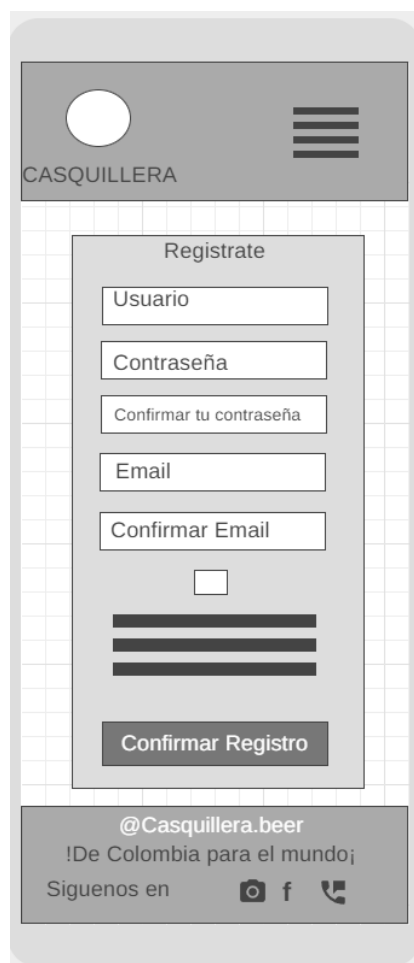 CASQUILLERA
Registrate
Usuario
Contraseña
Confirmar tu contraseña
Email
Confirmar Email
Confirmar Registro
@Casquillera.beer
!De Colombia para el mundo¡
Siguenos en
f